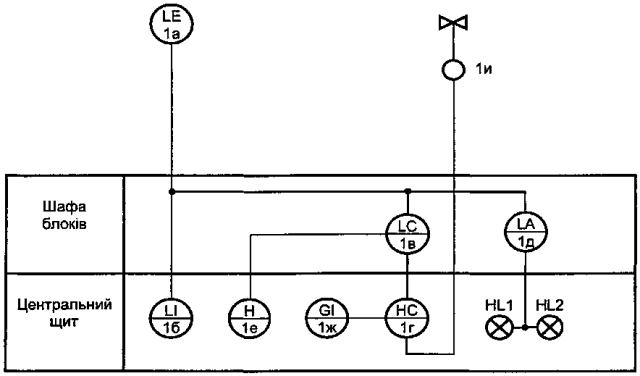 LE
1а
1и
Шафа
блоків
LC
1в
LA
1д
Центральний
щит
LI
1б
H
1е
GI
1ж
HC
1г
HL1
HL2